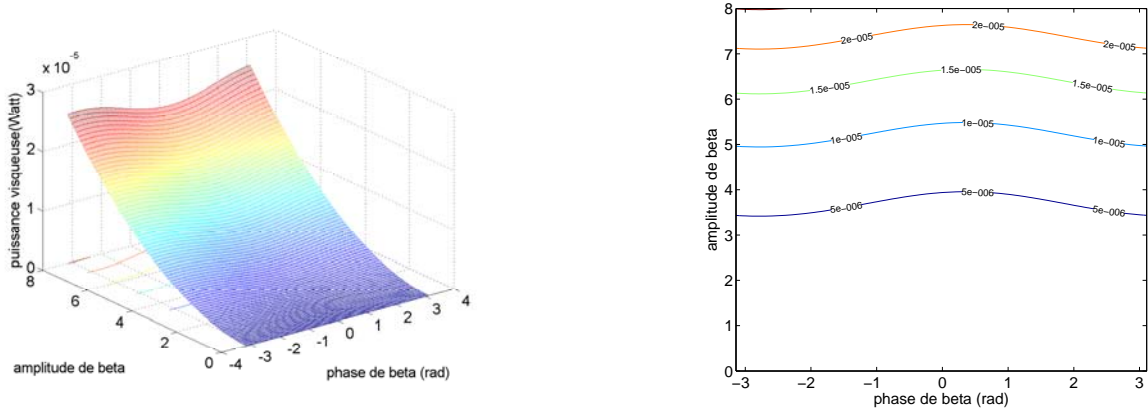 x 10⁻⁵
3
2
1
0
puissance visqueuse(Watt)
8
6
4
2
0
amplitude de beta
-4
-3
-2
-1
0
1
2
3
4
phase de beta (rad)
8
7
6
5
4
3
2
1
0
amplitude de beta
2e−005
2e−005
2e−005
1.5e−005
1.5e−005
1.5e−005
1e−005
1e−005
1e−005
5e−006
5e−006
5e−006
−3
−2
−1
0
1
2
3
phase de beta (rad)